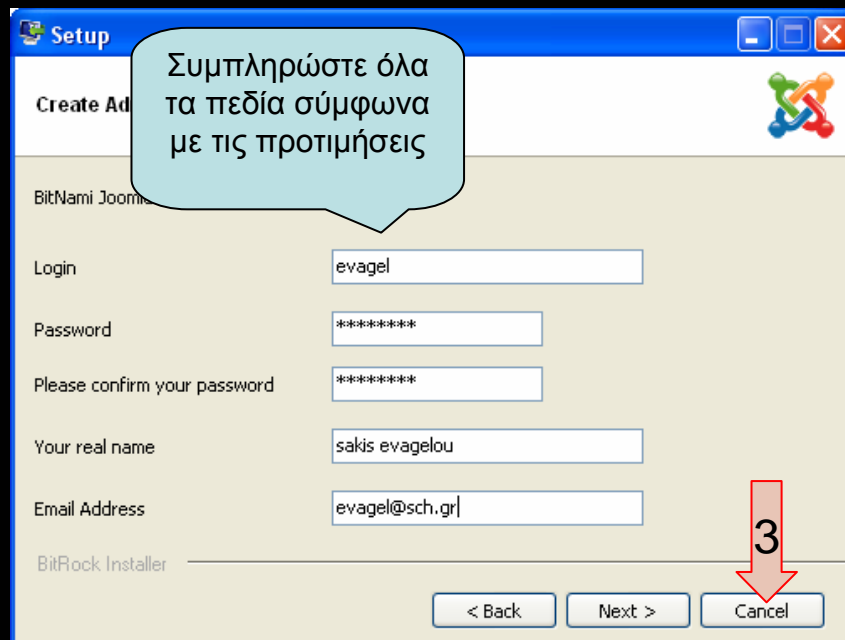 Setup
Συμπληρώστε όλα
τα πεδία σύμφωνα
με τις προτιμήσεις
Create Ad
BitNami Jooml
Login
evagel
Password
********
Please confirm your password
********
Your real name
sakis evagelou
Email Address
evagel@sch.gr
3
BitRock Installer
< Back
Next >
Cancel